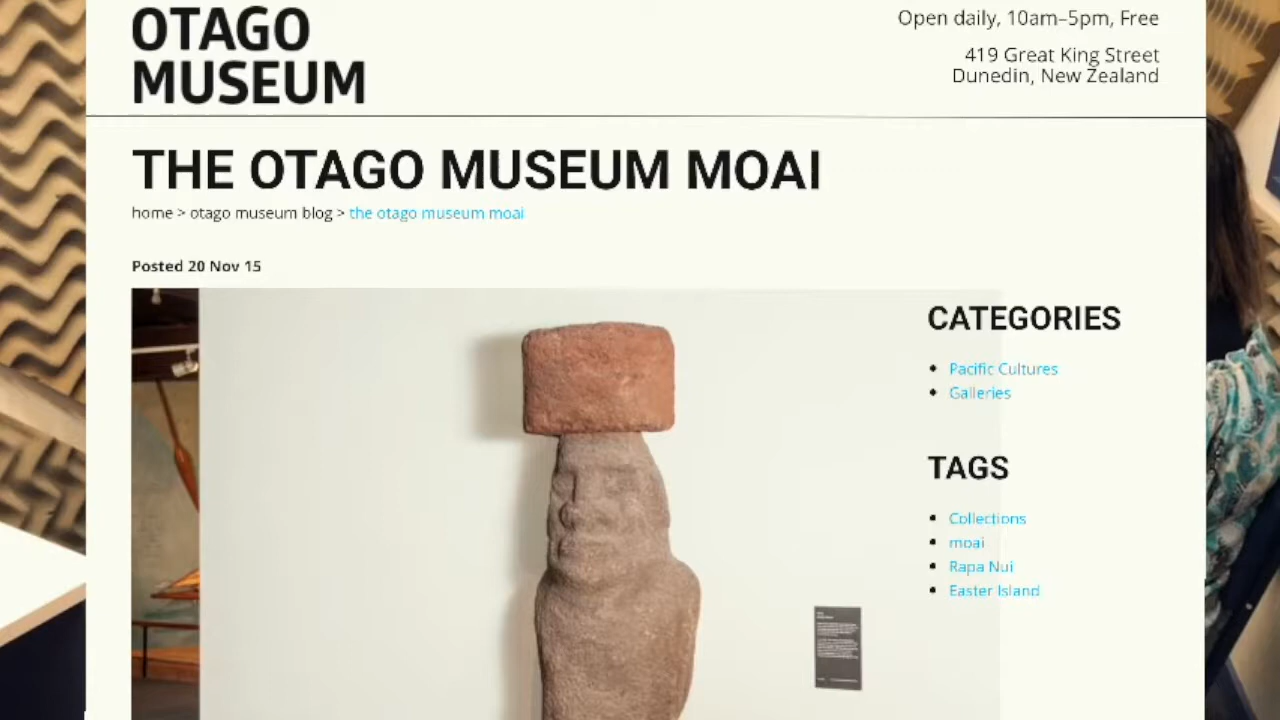 OTAGO
MUSEUM
Open daily, 10am–5pm, Free
419 Great King Street
Dunedin, New Zealand
THE OTAGO MUSEUM MOAI
home > otago museum blog > the otago museum moai
Posted 20 Nov 15
CATEGORIES
• Pacific Cultures
• Galleries
TAGS
• Collections
• moai
• Rapa Nui
• Easter Island